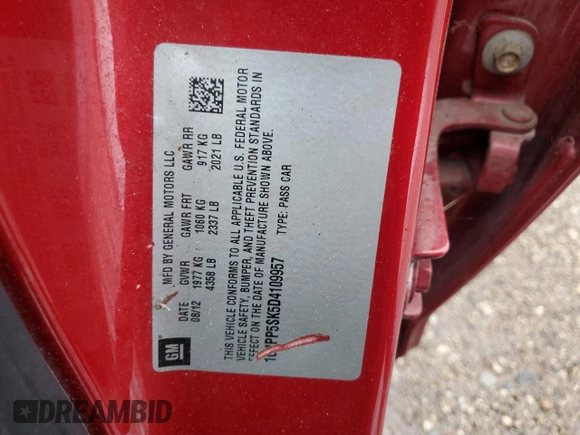 GM
MFD BY GENERAL MOTORS LLC
DATE GVWR GAWR FRT GAWR RR
08/12 1977 KG 1060 KG 917 KG
4358 LB 2337 LB 2021 LB
THIS VEHICLE CONFORMS TO ALL APPLICABLE U.S. FEDERAL MOTOR
VEHICLE SAFETY, BUMPER, AND THEFT PREVENTION STANDARDS IN
EFFECT ON THE DATE OF MANUFACTURE SHOWN ABOVE.
TYPE: PASS CAR
DREAMBID